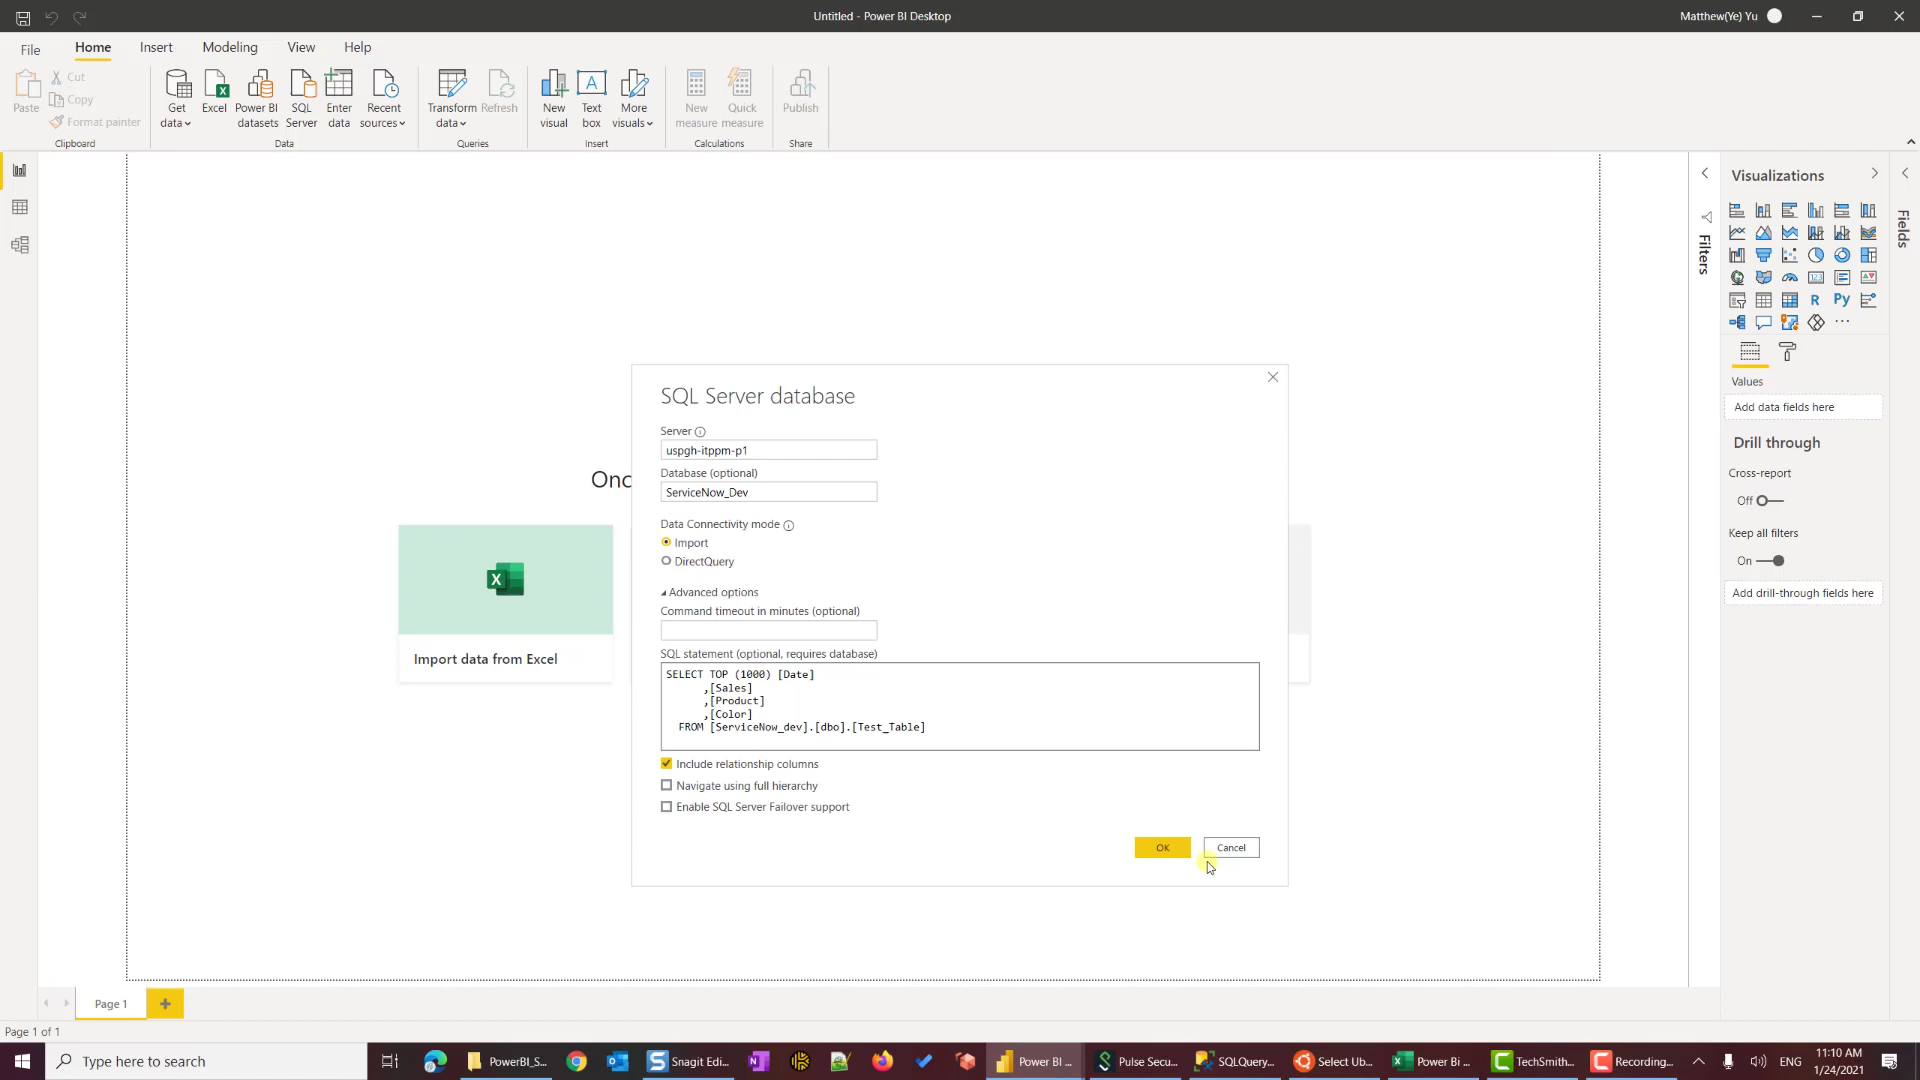 Untitled - Power BI Desktop
Matthew(Ye) Yu
File
Home
Insert
Modeling
View
Help
Paste
Cut
Copy
Format painter
Clipboard
Get data
Excel
Power BI datasets
SQL Server
Enter data
Recent sources
Data
Transform data
Refresh
Queries
New visual
Text box
More visuals
Insert
New measure
Quick measure
Calculations
Publish
Share
Visualizations
Filters
Fields
R
Py
123
Values
Add data fields here
Drill through
Cross-report
Off
Keep all filters
On
Add drill-through fields here
Onc
Import data from Excel
SQL Server database
Server
uspgh-itppm-p1
Database (optional)
ServiceNow_Dev
Data Connectivity mode
Import
DirectQuery
Advanced options
Command timeout in minutes (optional)
SQL statement (optional, requires database)
SELECT TOP (1000) [Date]
,[Sales]
,[Product]
,[Color]
FROM [ServiceNow_dev].[dbo].[Test_Table]
Include relationship columns
Navigate using full hierarchy
Enable SQL Server Failover support
OK
Cancel
Page 1
Page 1 of 1
Type here to search
PowerBI_S...
Snagit Edi...
Power BI ...
Pulse Secu...
SQLQuery...
Select Ub...
Power Bi ...
TechSmith...
Recording...
ENG
11:10 AM
1/24/2021